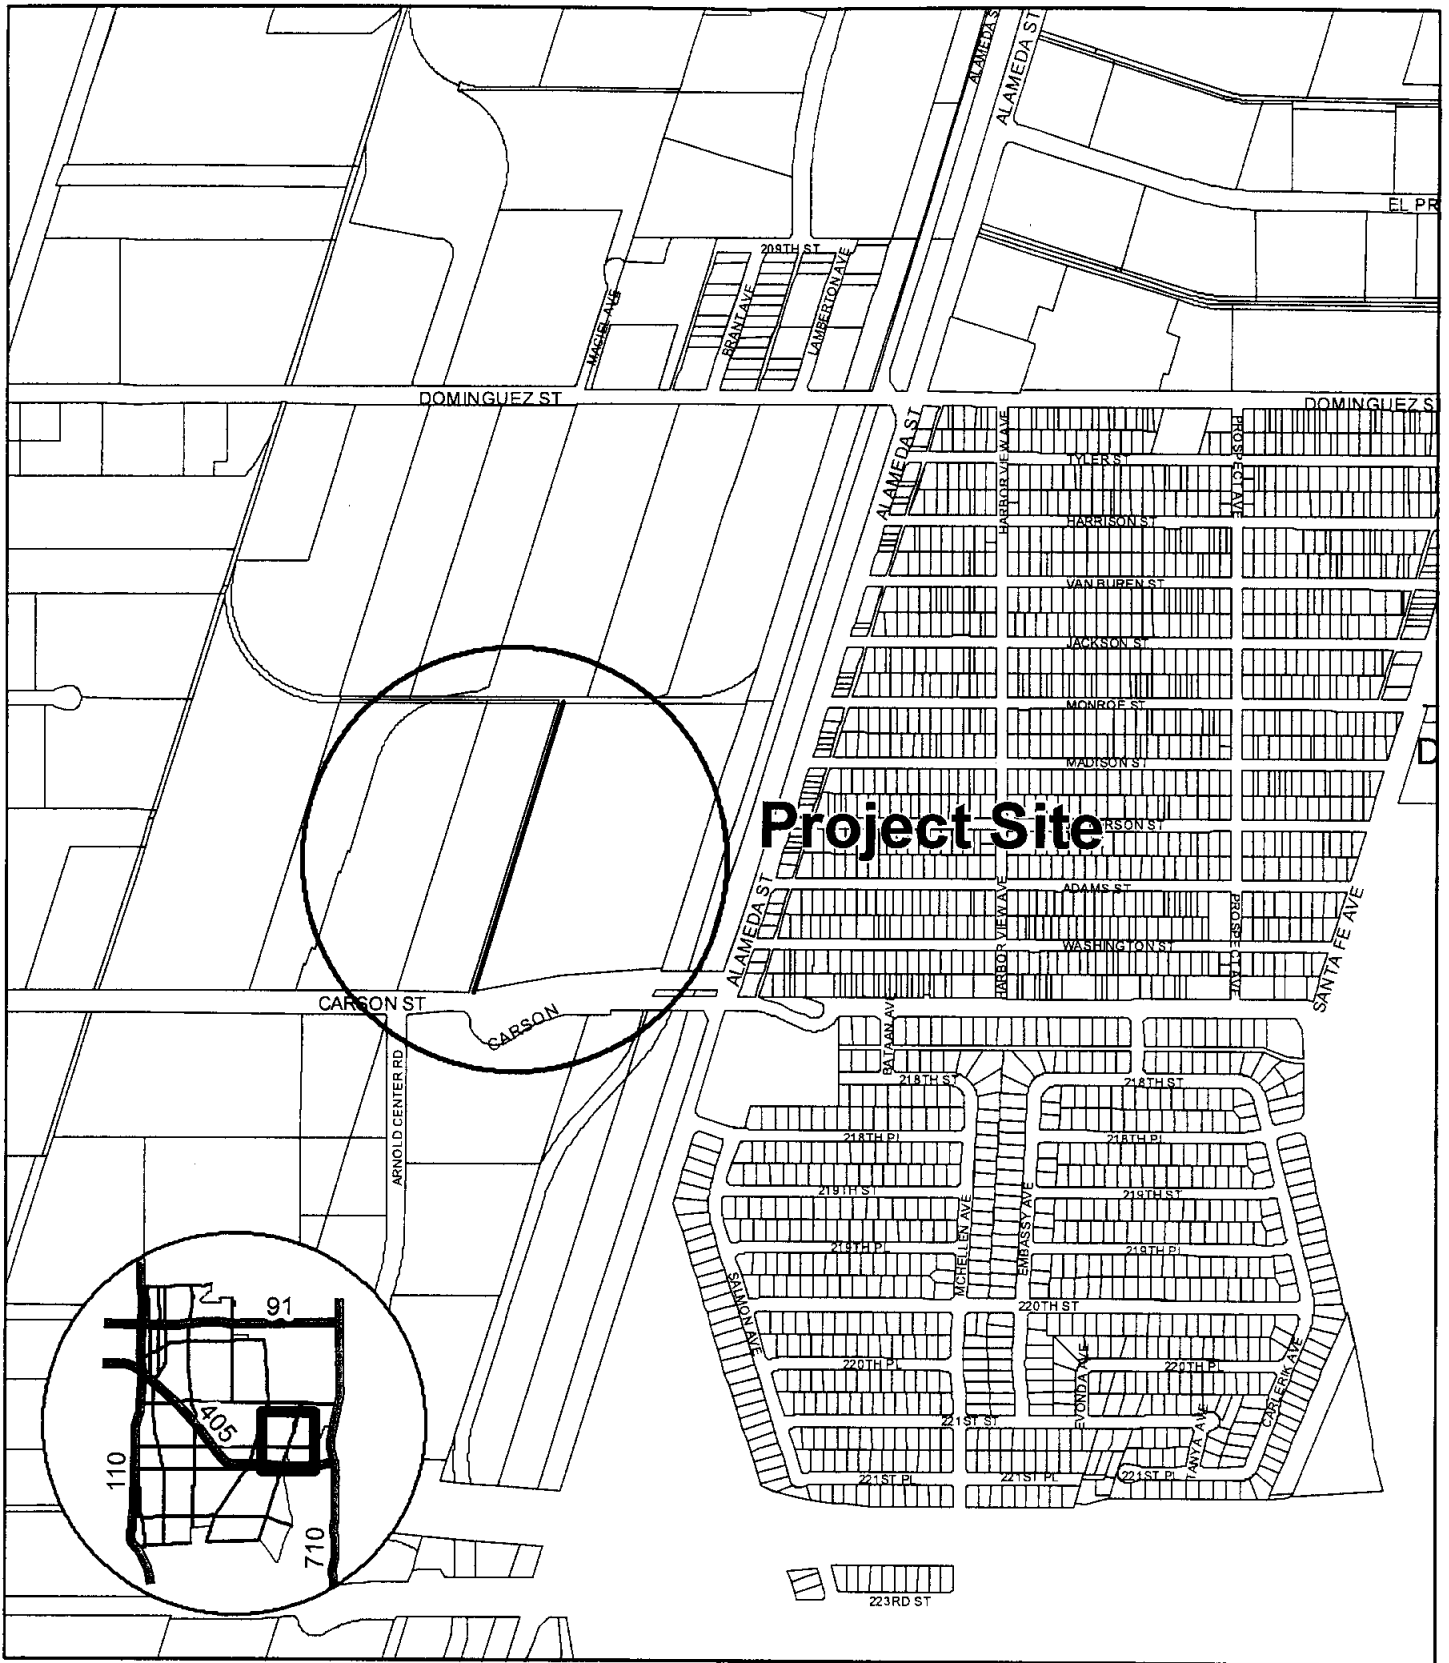 ALAMEDA S
ALAMEDA ST
EL PR
209TH ST
MACIEL AVE
BRANT AVE
LAMBERTON AVE
DOMINGUEZ ST
DOMINGUEZ S
ALAMEDA ST
HARBOR VIEW AVE
PROSPECT AVE
TYLER ST
HARRISON ST
VAN BUREN ST
JACKSON ST
MONROE ST
MADISON ST
D
Project Site
RSON ST
ADAMS ST
ALAMEDA ST
HARBOR VIEW AVE
PROSPECT AVE
SANTA FE AVE
WASHINGTON ST
CARSON ST
CARSON
BATAAN AVE
ARNOLD CENTER RD
218TH ST
218TH ST
218TH PL
218TH PL
219TH ST
219TH ST
MCHELLEN AVE
EMBASSY AVE
219TH PL
219TH PL
SALMON AVE
220TH ST
220TH PL
EVONDA AVE
220TH PL
CARLERIK AVE
221ST ST
TANYA AVE
221ST PL
221ST PL
221ST PL
223RD ST
91
405
110
710